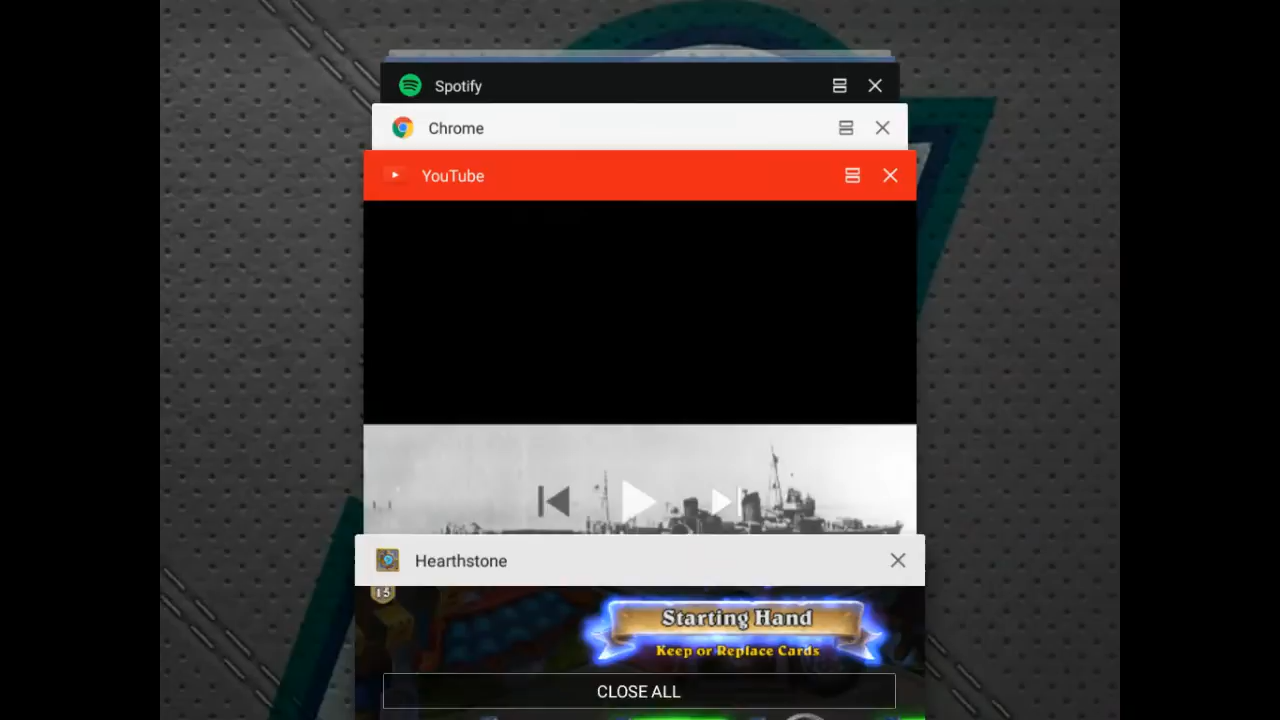 Spotify
Chrome
YouTube
Hearthstone
15
Starting Hand
Keep or Replace Cards
CLOSE ALL